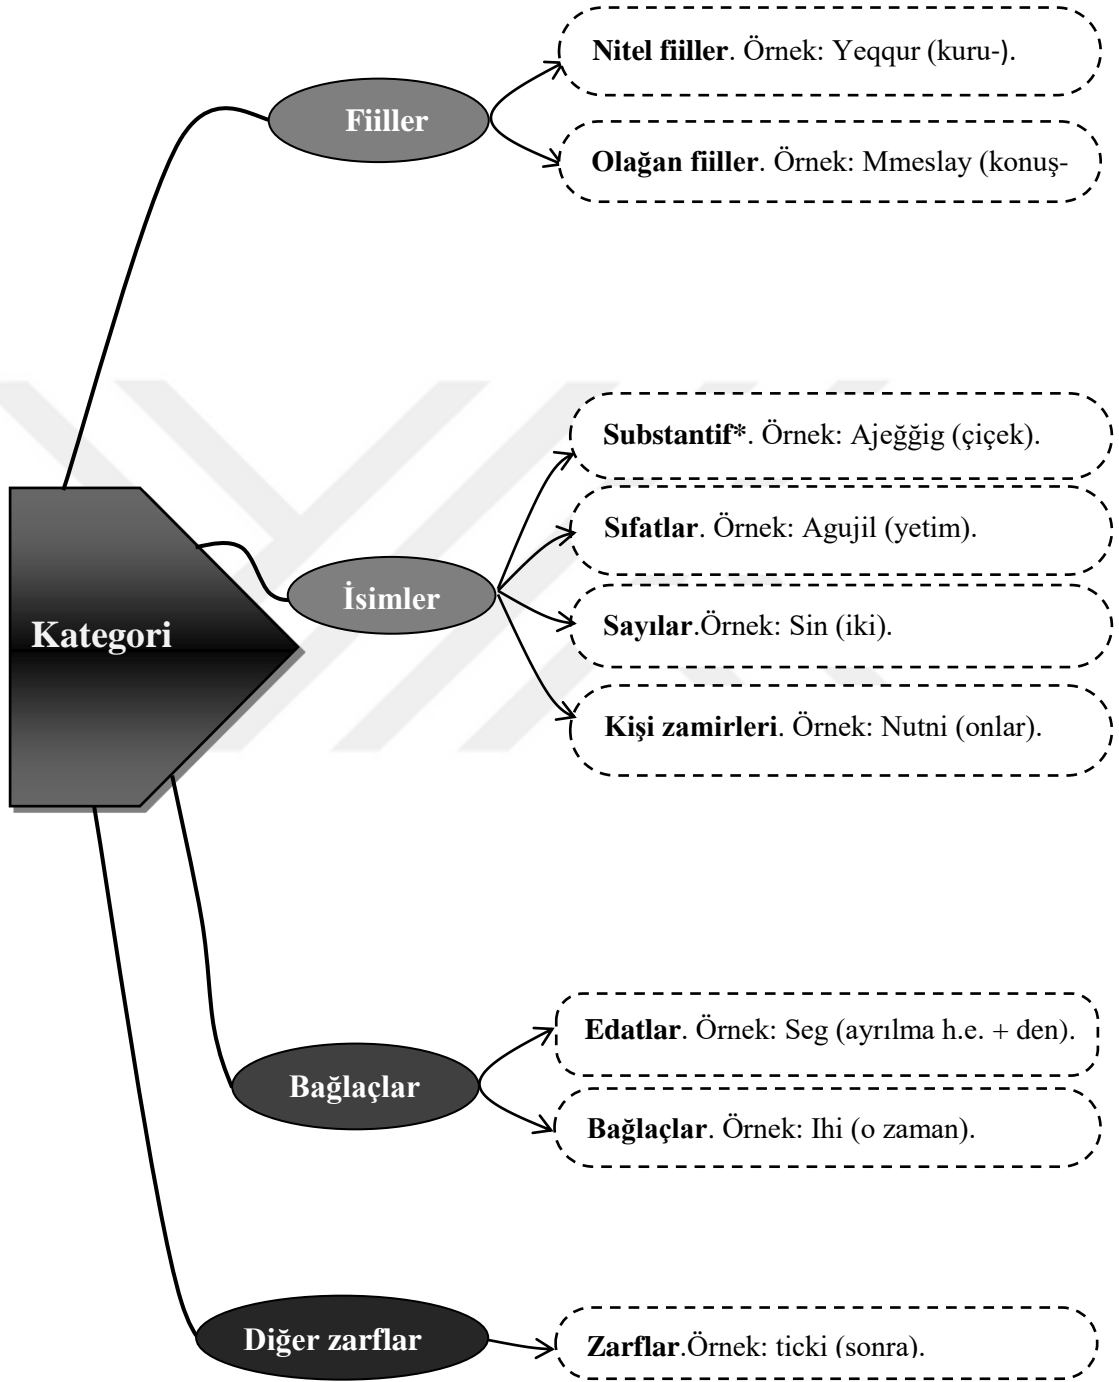 Kategori
Fiiller
Nitel fiiller. Örnek: Yeqqur (kuru-).
Olağan fiiller. Örnek: Mmeslay (konuş-
İsimler
Substantif*. Örnek: Ajeğğig (çiçek).
Sıfatlar. Örnek: Agujil (yetim).
Sayılar.Örnek: Sin (iki).
Kişi zamirleri. Örnek: Nutni (onlar).
Bağlaçlar
Edatlar. Örnek: Seg (ayrılma h.e. + den).
Bağlaçlar. Örnek: Ihi (o zaman).
Diğer zarflar
Zarflar.Örnek: ticki (sonra).